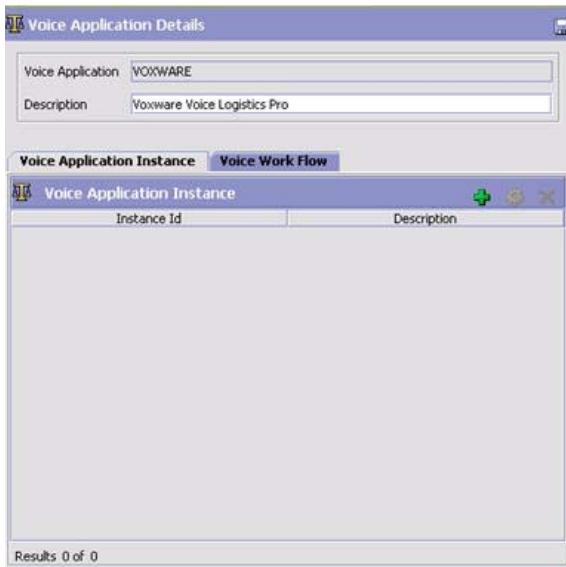 Voice Application Details
Voice Application VOXWARE
Description Voxware Voice Logistics Pro
Voice Application Instance Voice Work Flow
Voice Application Instance
Instance Id Description
Results 0 of 0